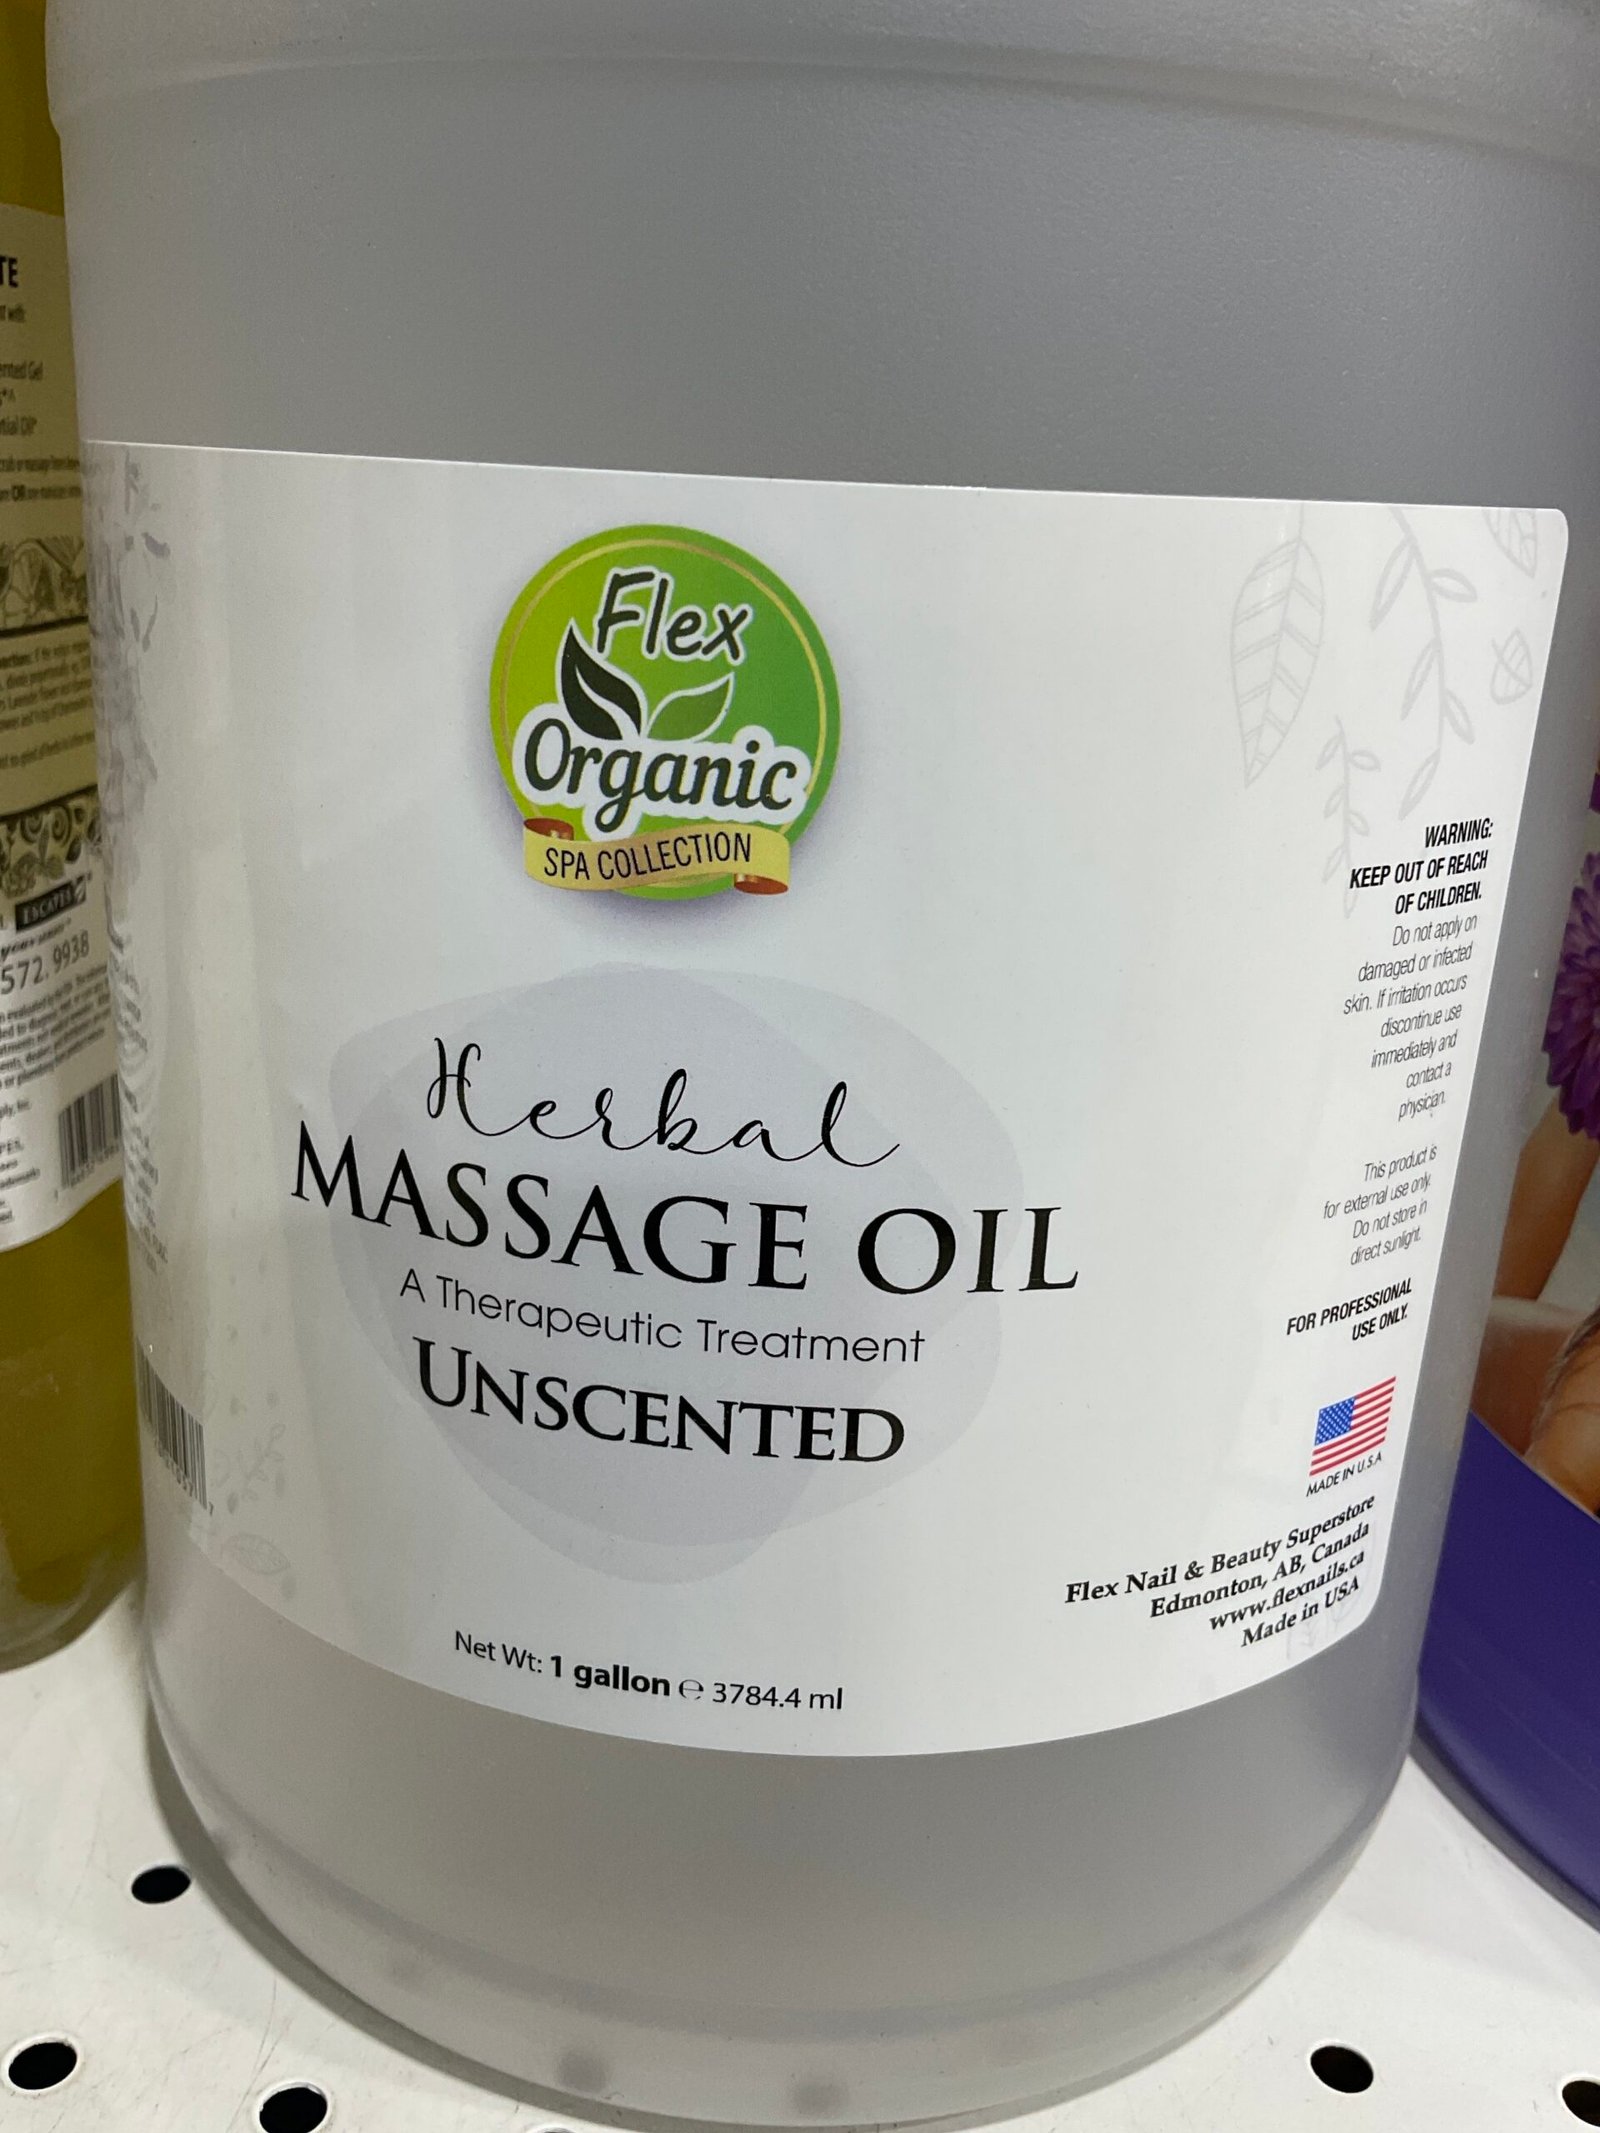 Flex
Organic
SPA COLLECTION
Herbal
MASSAGE OIL
A Therapeutic Treatment
UNSCENTED
Net Wt: 1 gallon ℮ 3784.4 ml
WARNING:
KEEP OUT OF REACH
OF CHILDREN.
Do not apply on
damaged or infected
skin. If irritation occurs
discontinue use
immediately and
contact a
physician.
This product is
for external use only.
Do not store in
direct sunlight.
FOR PROFESSIONAL
USE ONLY.
MADE IN U.S.A
Flex Nail & Beauty Superstore
Edmonton, AB, Canada
www.flexnails.ca
Made in USA
ESCAPES
572.9938